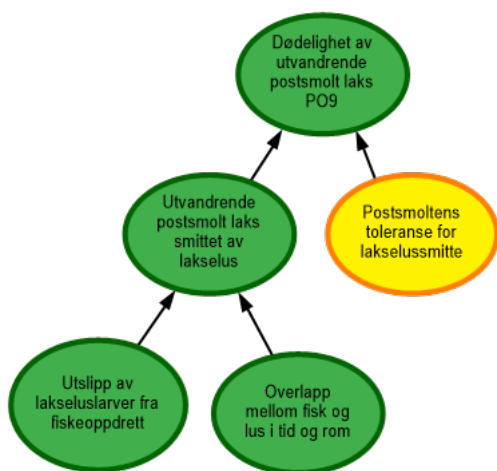 Dødelighet av
utvandrende
postsmolt laks
PO9
Utvandrende
postsmolt laks
smittet av
lakselus
Postsmoltens
toleranse for
lakselussmitte
Utslipp av
lakseluslarver fra
fiskeoppdrett
Overlapp
mellom fisk og
lus i tid og rom